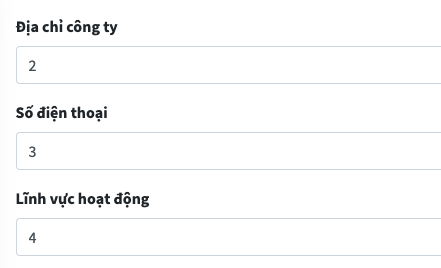 Địa chỉ công ty
2
Số điện thoại
3
Lĩnh vực hoạt động
4